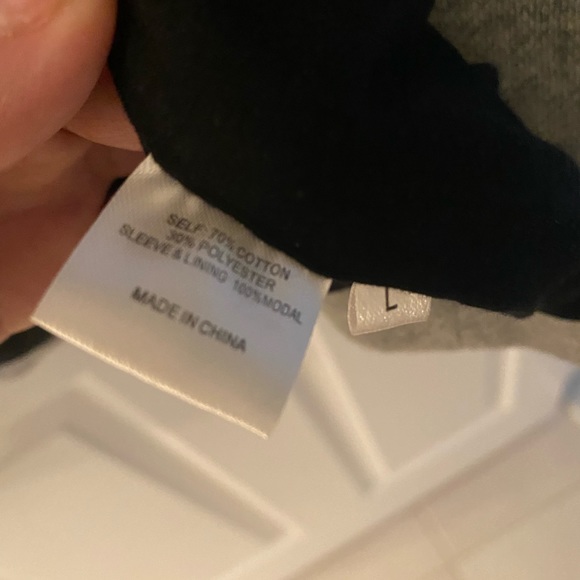 SELF: 70% COTTON
30% POLYESTER
SLEEVE & LINING 100% MODAL
MADE IN CHINA
L